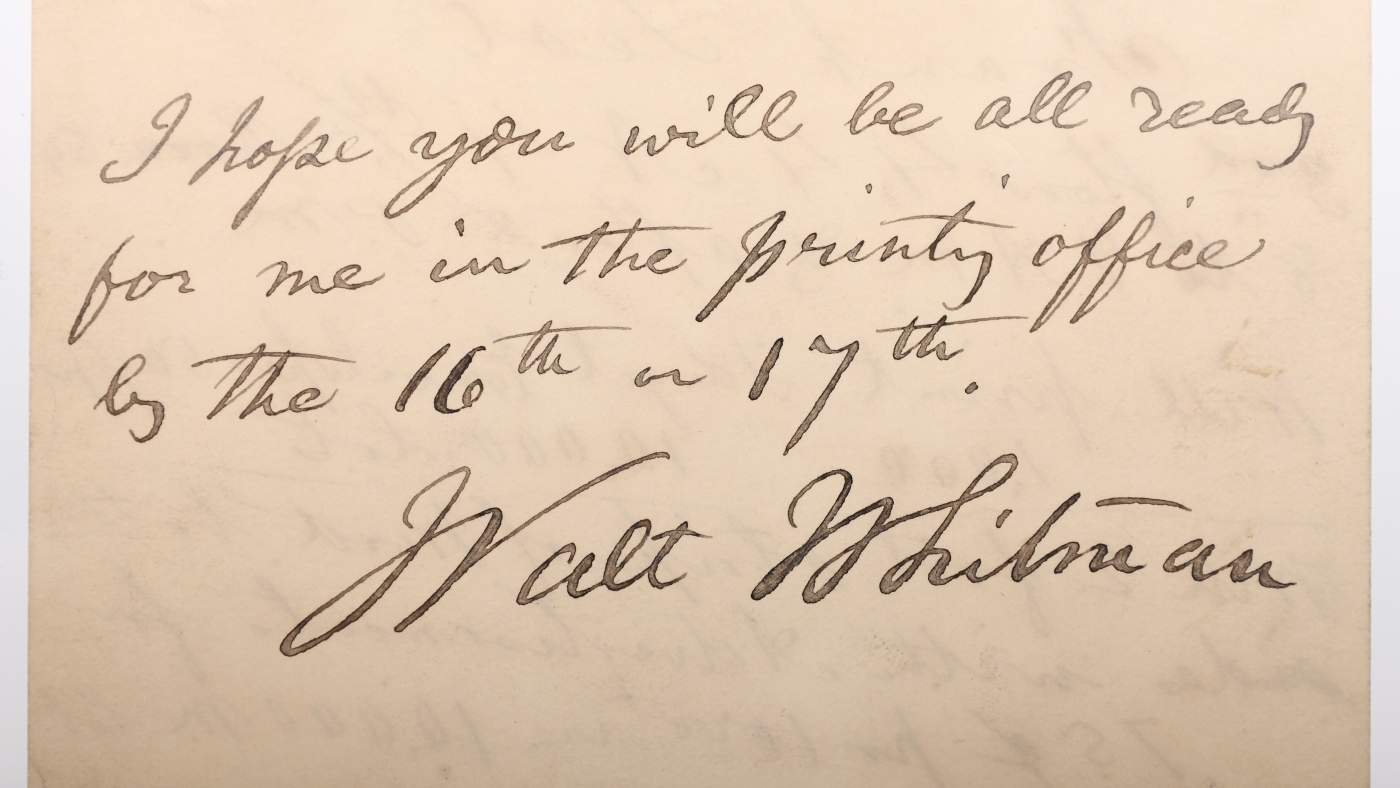 I hope you will be all ready
for me in the printing office
by the 16th or 17th.
Walt Whitman